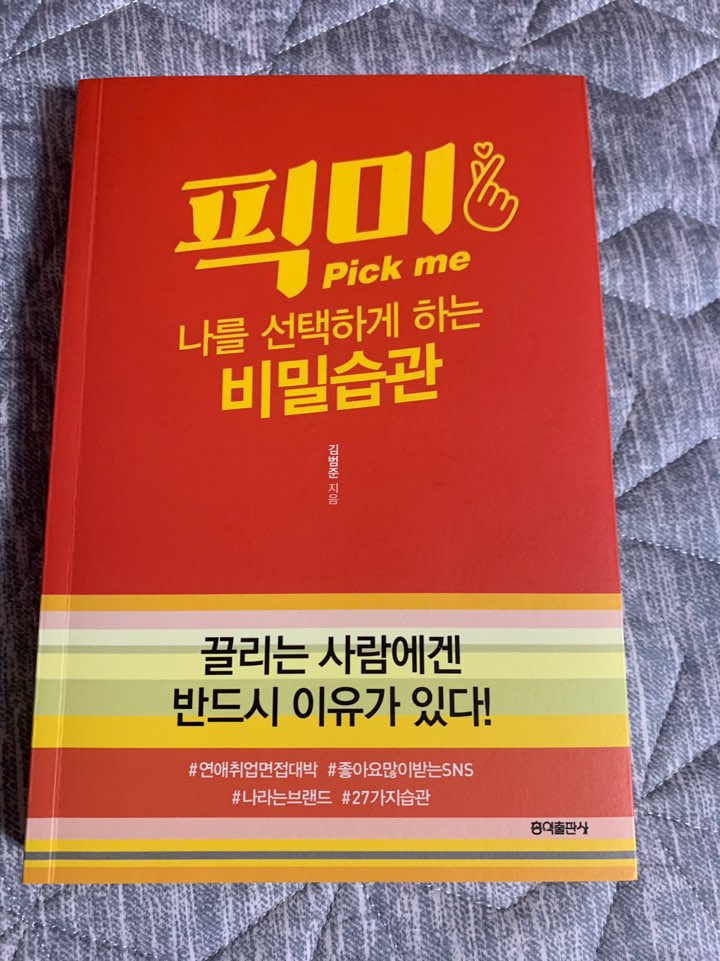 픽미
Pick me
나를 선택하게 하는
비밀습관
김범준 지음
끌리는 사람에겐
반드시 이유가 있다!
#연애취업면접대박 #좋아요많이받는SNS
#나라는브랜드 #27가지습관
홍익출판사